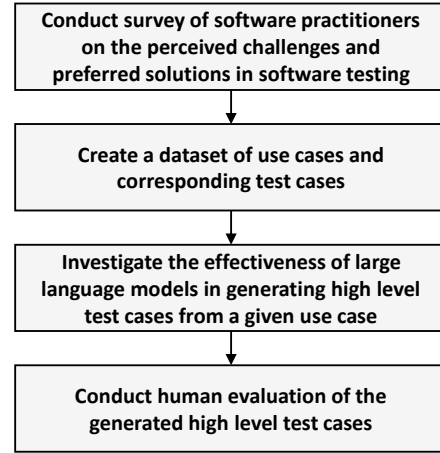 Conduct survey of software practitioners
on the perceived challenges and
preferred solutions in software testing
Create a dataset of use cases and
corresponding test cases
Investigate the effectiveness of large
language models in generating high level
test cases from a given use case
Conduct human evaluation of the
generated high level test cases